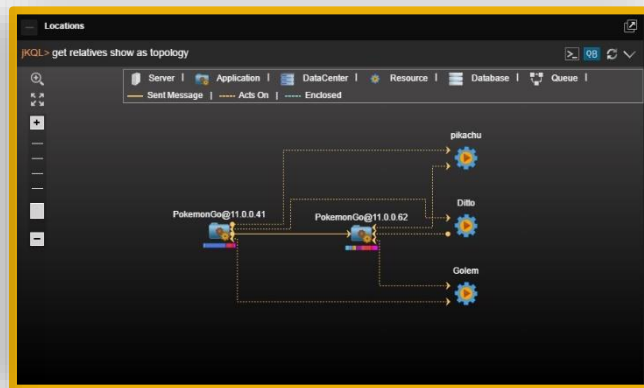 Locations
jKQL> get relatives show as topology
QB
Server | Application | DataCenter | Resource | Database | Queue |
Sent Message | Acts On | Enclosed
pikachu
PokemonGo@11.0.0.41
PokemonGo@11.0.0.62
Ditto
Golem